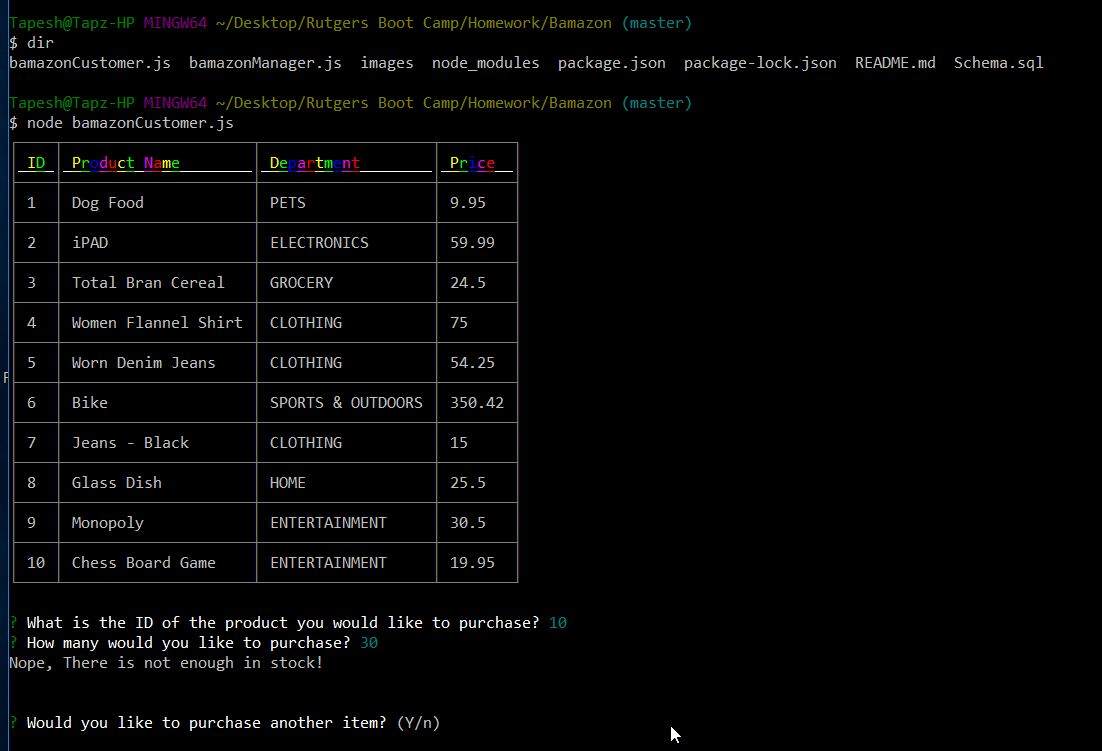 Tapesh@Tapz-HP MINGW64 ~/Desktop/Rutgers Boot Camp/Homework/Bamazon (master)
$ dir
bamazonCustomer.js  bamazonManager.js  images  node_modules  package.json  package-lock.json  README.md  Schema.sql
Tapesh@Tapz-HP MINGW64 ~/Desktop/Rutgers Boot Camp/Homework/Bamazon (master)
$ node bamazonCustomer.js
ID Product Name Department Price
1 Dog Food PETS 9.95
2 iPAD ELECTRONICS 59.99
3 Total Bran Cereal GROCERY 24.5
4 Women Flannel Shirt CLOTHING 75
5 Worn Denim Jeans CLOTHING 54.25
6 Bike SPORTS & OUTDOORS 350.42
7 Jeans - Black CLOTHING 15
8 Glass Dish HOME 25.5
9 Monopoly ENTERTAINMENT 30.5
10 Chess Board Game ENTERTAINMENT 19.95
? What is the ID of the product you would like to purchase? 10
? How many would you like to purchase? 30
Nope, There is not enough in stock!
? Would you like to purchase another item? (Y/n)